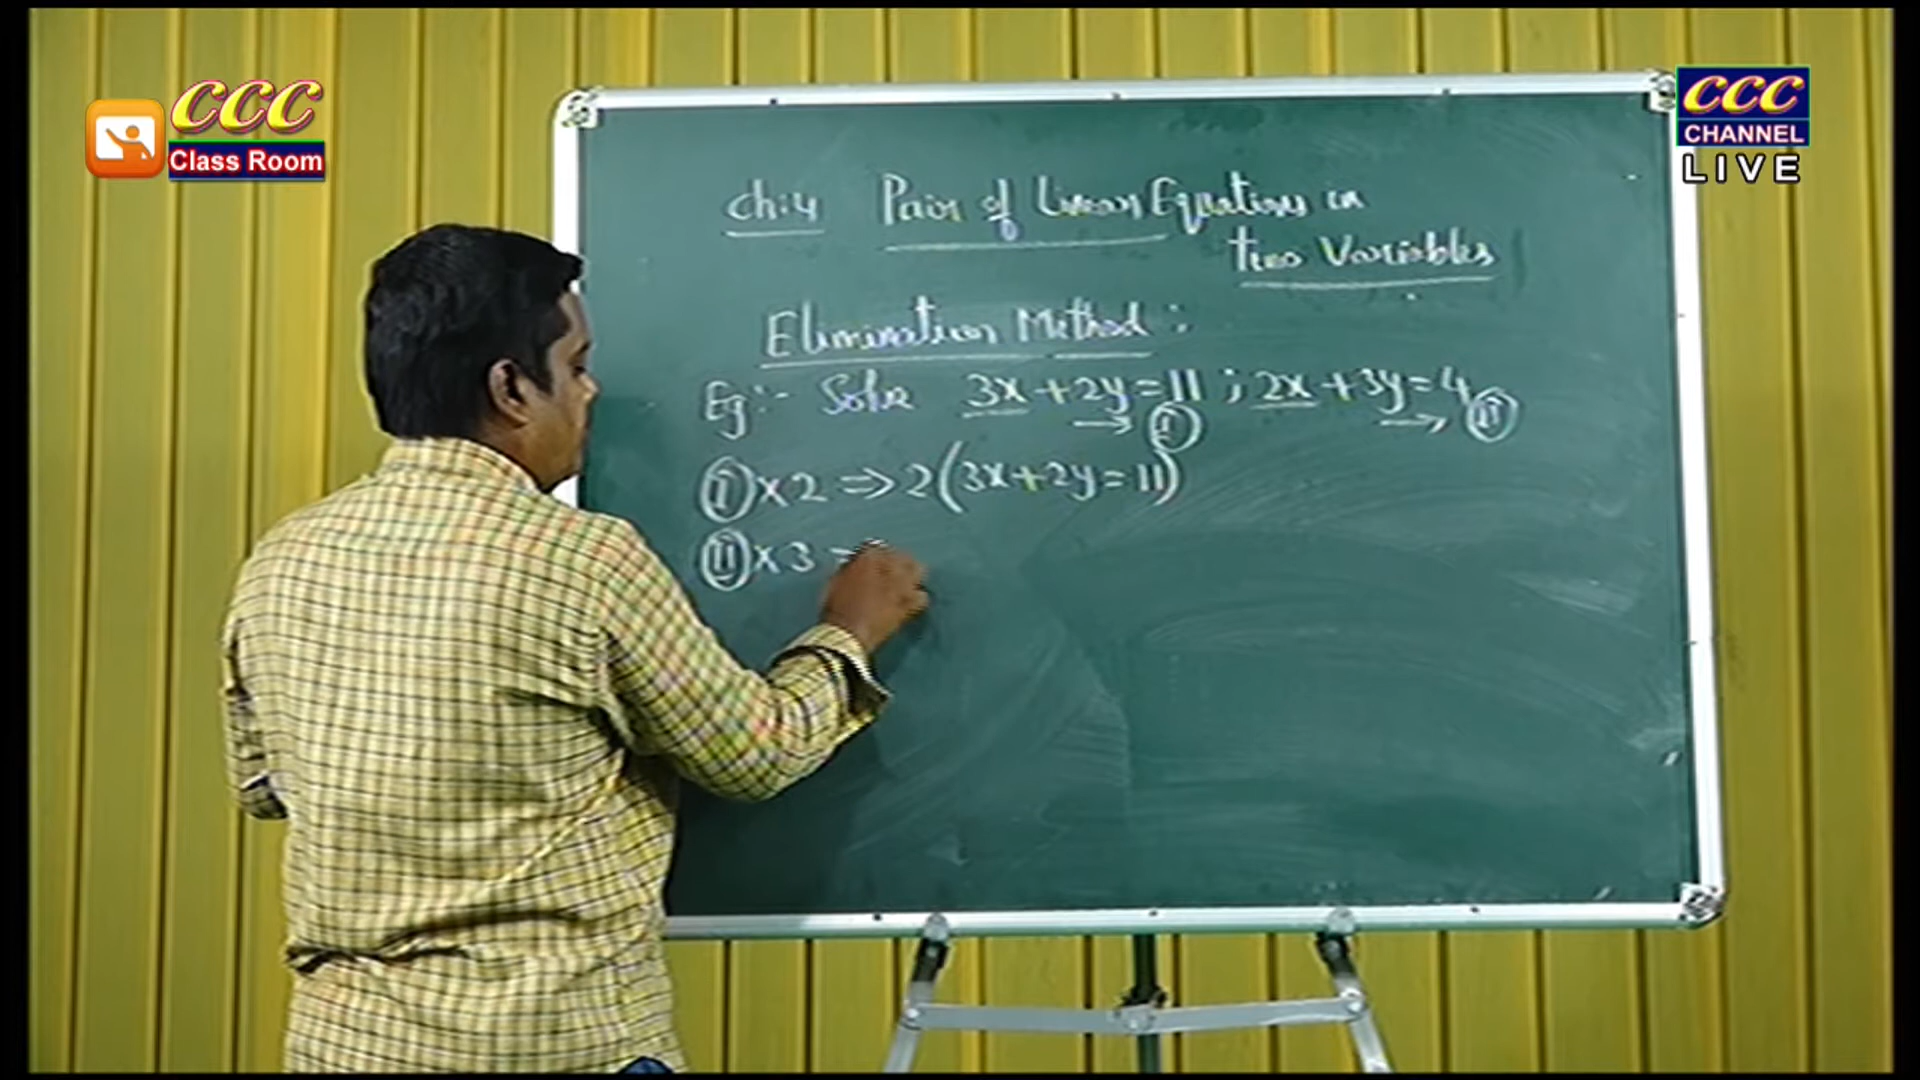 CCC
Class Room
CCC
CHANNEL
LIVE
Ch:4 Pair of Linear Equations in
two Variables
Elimination Method :
Eg:- Solve 3x+2y=11 ; 2x+3y=4
→ I → II
I × 2 ⇒ 2(3x+2y=11)
II × 3 =